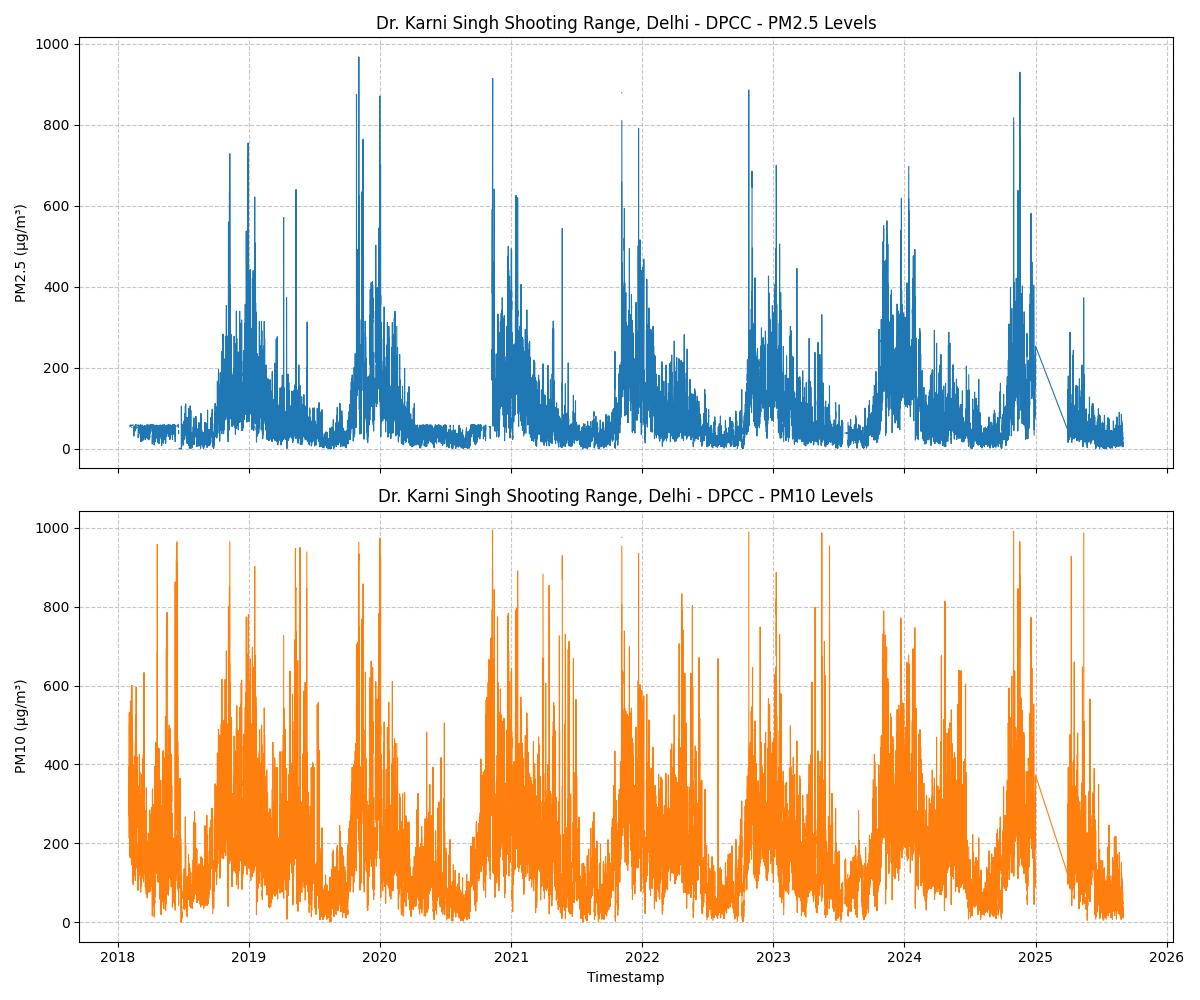 Dr. Karni Singh Shooting Range, Delhi - DPCC - PM2.5 Levels
1000
800
600
400
200
0
PM2.5 (µg/m³)
Dr. Karni Singh Shooting Range, Delhi - DPCC - PM10 Levels
1000
800
600
400
200
0
PM10 (µg/m³)
2018 2019 2020 2021 2022 2023 2024 2025 2026
Timestamp